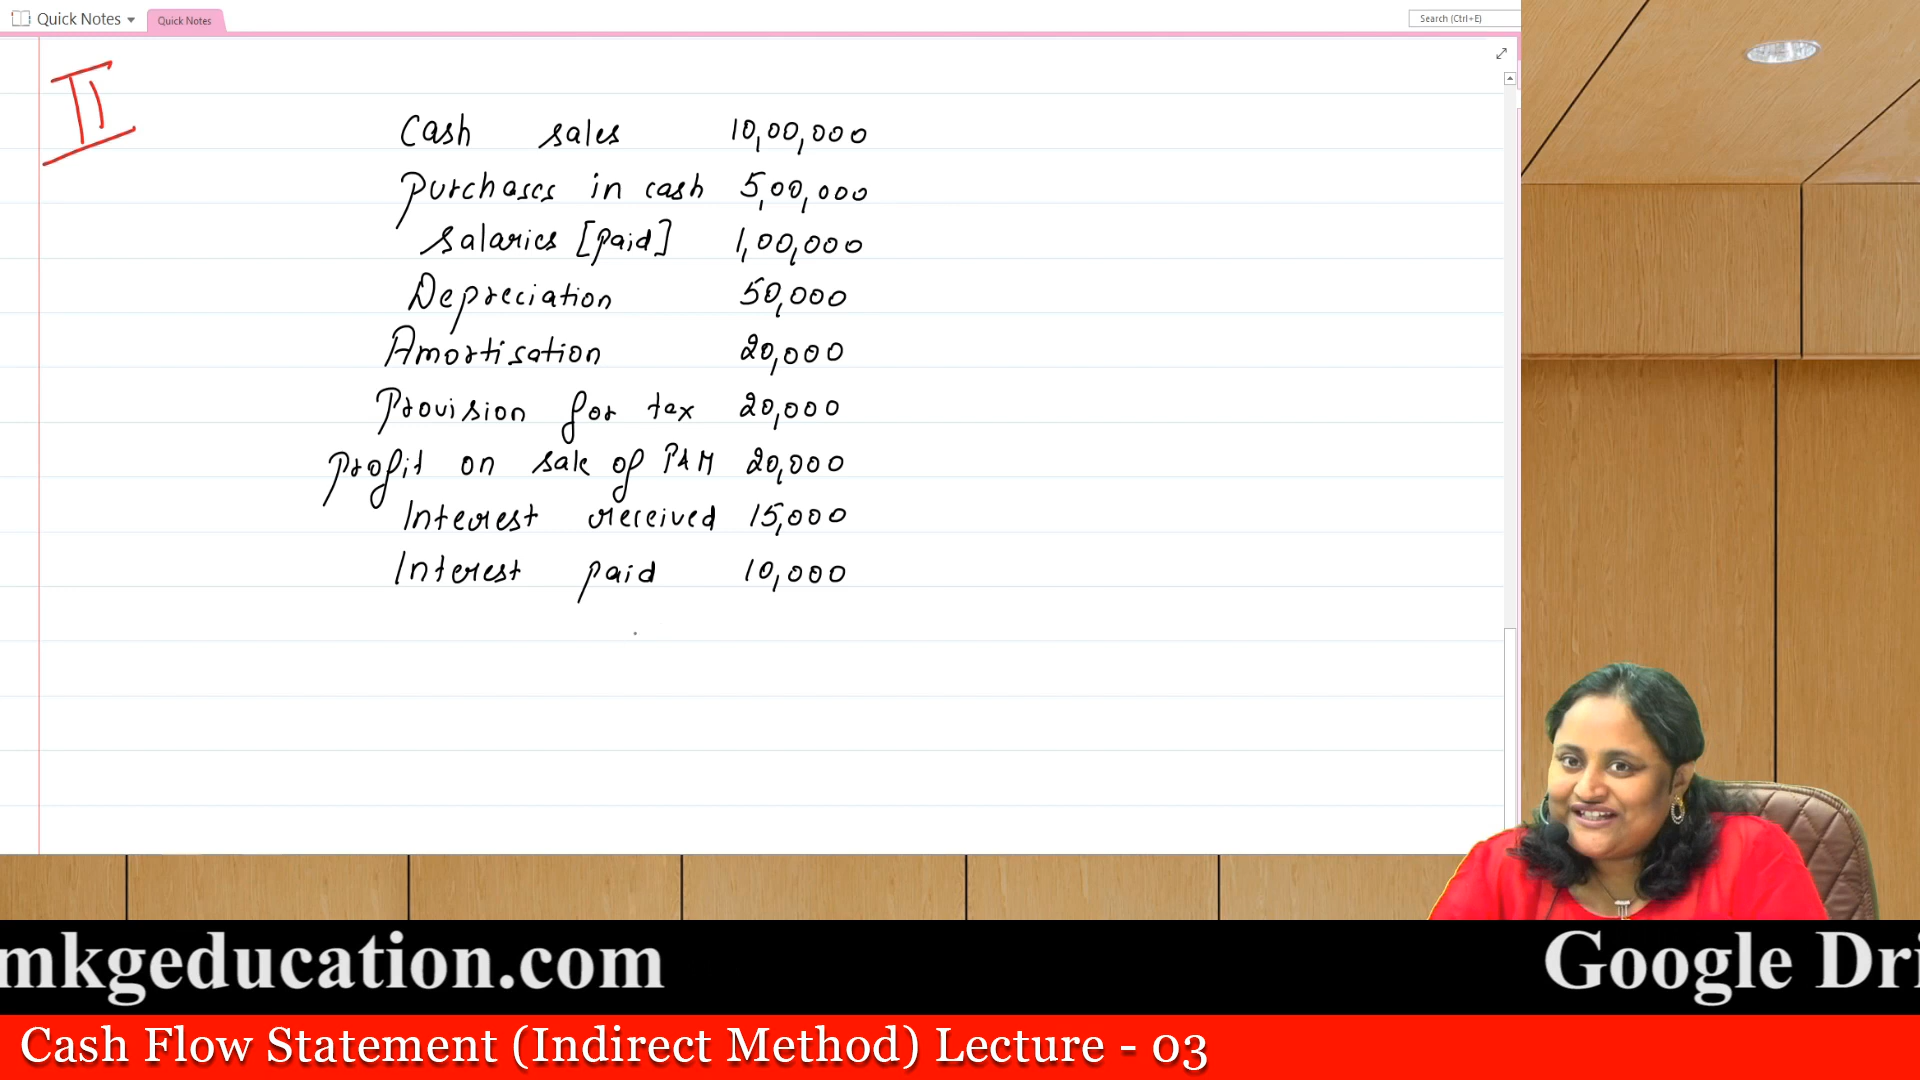 Quick Notes
Quick Notes
Search (Ctrl+E)
II
Cash sales 10,00,000
Purchases in cash 5,00,000
Salaries [paid] 1,00,000
Depreciation 50,000
Amortisation 20,000
Provision for tax 20,000
Profit on sale of P&M 20,000
Interest received 15,000
Interest paid 10,000
mkgeducation.com
Google Dri
Cash Flow Statement (Indirect Method) Lecture - 03